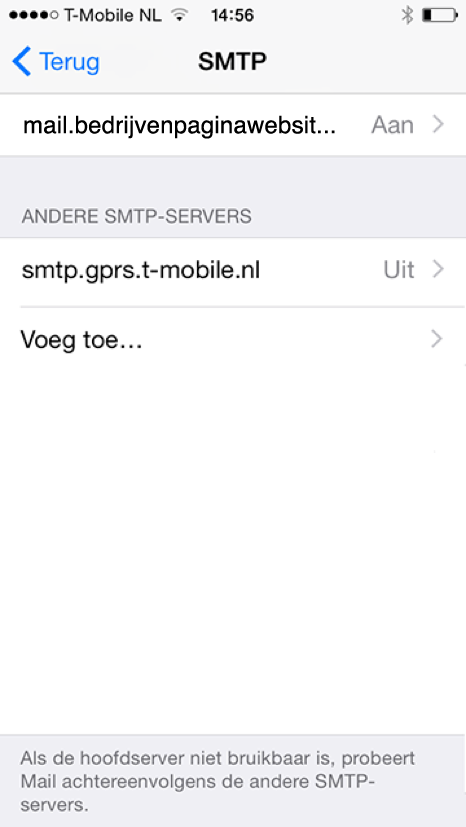 T-Mobile NL 14:56
Terug SMTP
mail.bedrijvenpaginawebsit... Aan
ANDERE SMTP-SERVERS
smtp.gprs.t-mobile.nl Uit
Voeg toe...
Als de hoofdserver niet bruikbaar is, probeert
Mail achtereenvolgens de andere SMTP-
servers.